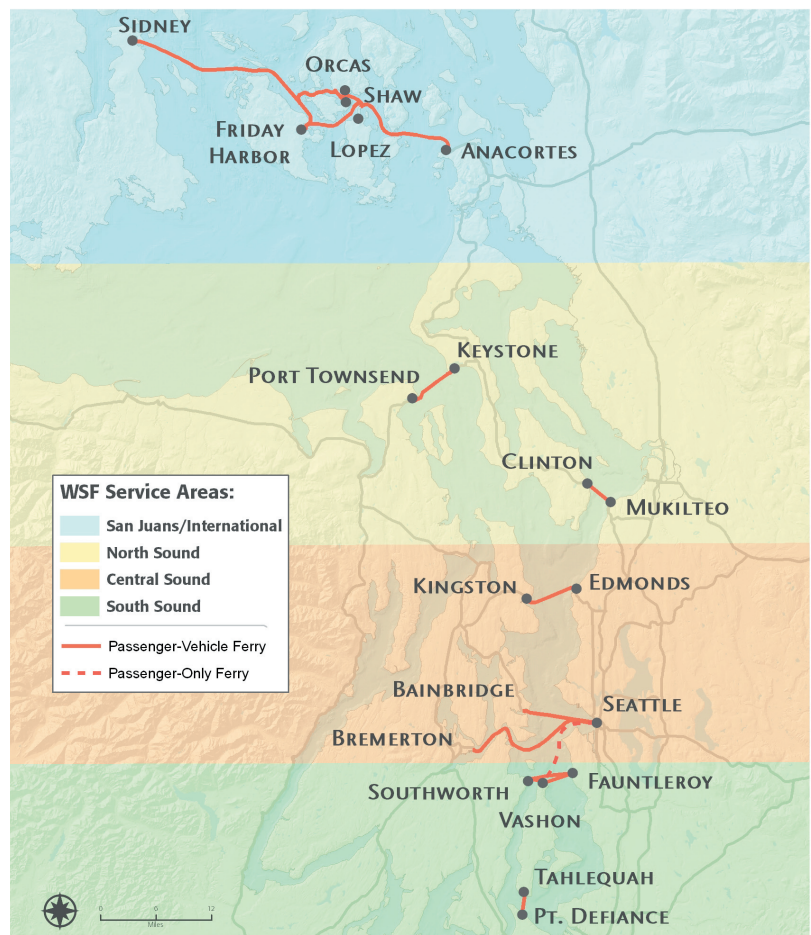 SIDNEY
ORCAS
SHAW
FRIDAY
HARBOR
LOPEZ
ANACORTES
KEYSTONE
PORT TOWNSEND
CLINTON
MUKILTEO
WSF Service Areas:
San Juans/International
North Sound
Central Sound
South Sound
Passenger-Vehicle Ferry
Passenger-Only Ferry
KINGSTON
EDMONDS
BAINBRIDGE
SEATTLE
BREMERTON
SOUTHWORTH
FAUNTLEROY
VASHON
TAHLEQUAH
PT. DEFIANCE
0 6 12
Miles